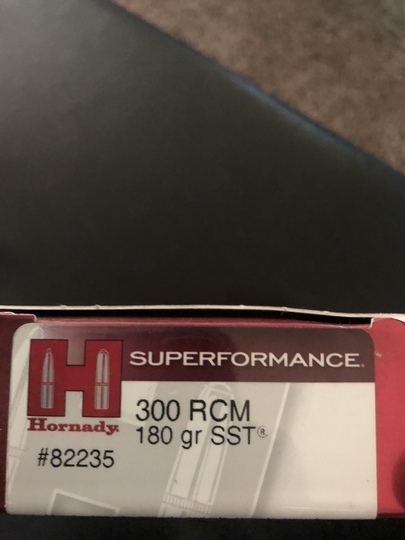 H
SUPERFORMANCE®
Hornady®
300 RCM
180 gr SST®
#82235